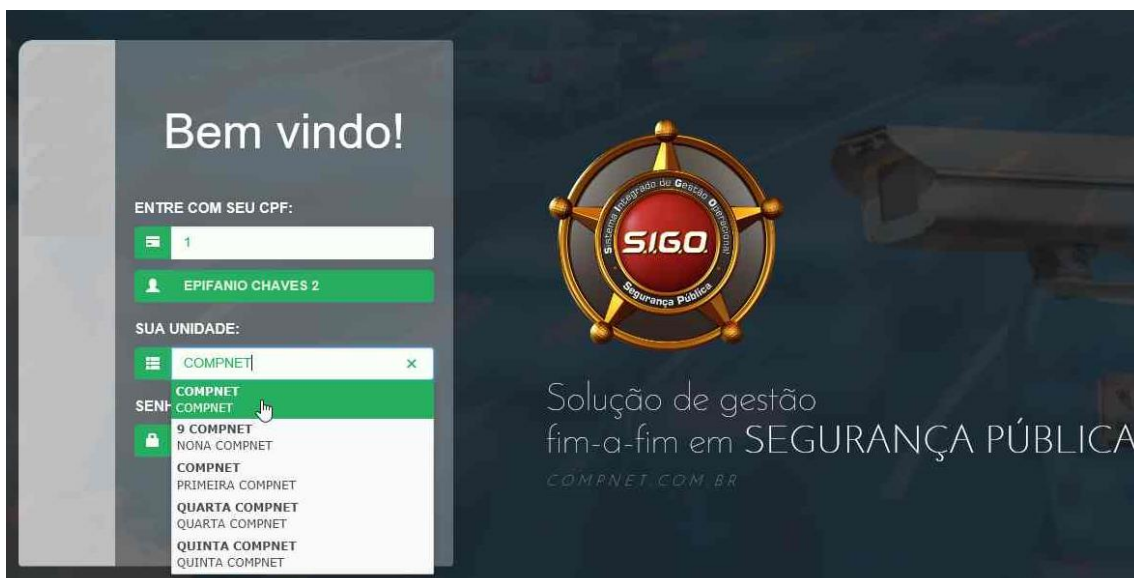 Bem vindo!
ENTRE COM SEU CPF:
1
EPIFANIO CHAVES 2
SUA UNIDADE:
COMPNET ×
COMPNET
COMPNET
SENH
9 COMPNET
NONA COMPNET
COMPNET
PRIMEIRA COMPNET
QUARTA COMPNET
QUARTA COMPNET
QUINTA COMPNET
QUINTA COMPNET
Sistema Integrado de Gestão Operacional
S.I.G.O.
Segurança Pública
Solução de gestão
fim-a-fim em SEGURANÇA PÚBLICA
COMPNET.COM.BR